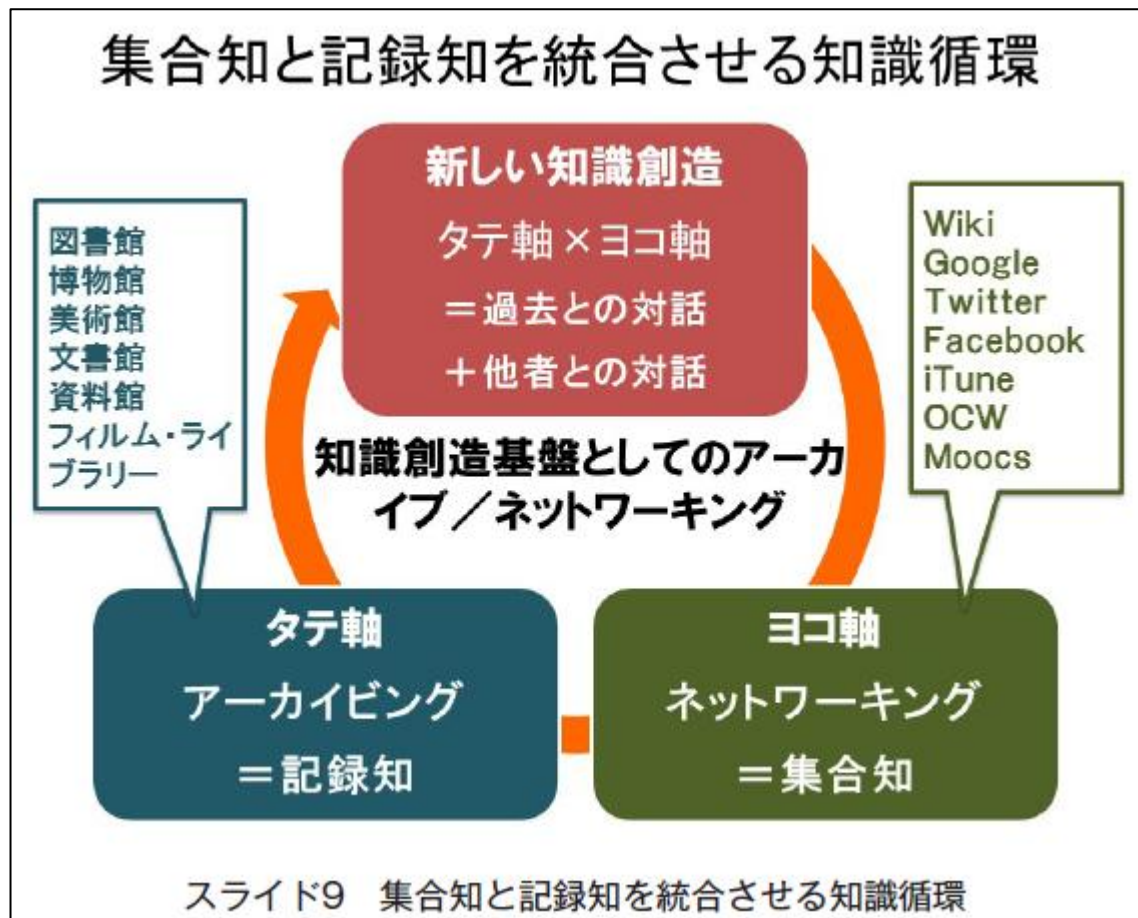 集合知と記録知を統合させる知識循環
新しい知識創造
タテ軸×ヨコ軸
＝過去との対話
＋他者との対話
図書館
博物館
美術館
文書館
資料館
フィルム・ライ
ブラリー
Wiki
Google
Twitter
Facebook
iTune
OCW
Moocs
知識創造基盤としてのアーカ
イブ／ネットワーキング
タテ軸
アーカイビング
＝記録知
ヨコ軸
ネットワーキング
＝集合知
スライド9　集合知と記録知を統合させる知識循環